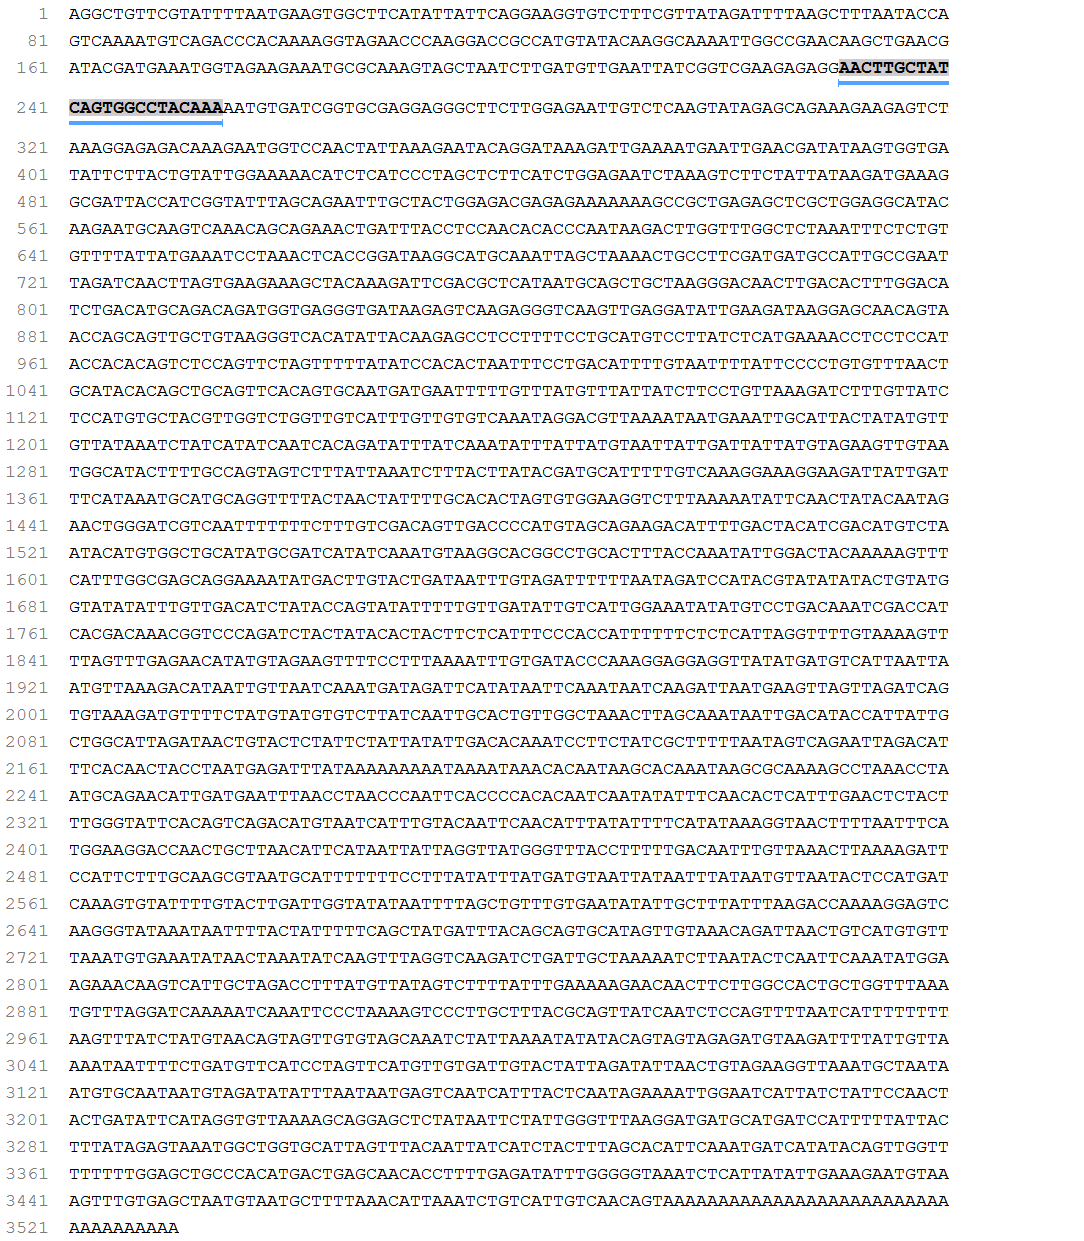 1 AGGCTGTTCGTATTTTAATGAAGTGGCTTCATATTATTCAGGAAGGTGTCTTTCGTTATAGATTTTAAGCTTTAATACCA
81 GTCAAAATGTCAGACCCACAAAAGGTAGAACCCAAGGACCGCCATGTATACAAGGCAAAATTGGCCGAACAAGCTGAACG
161 ATACGATGAAATGGTAGAAGAAATGCGCAAAGTAGCTAATCTTGATGTTGAATTATCGGTCGAAGAGAGGAACTTGCTAT
241 CAGTGGCCTACAAAAATGTGATCGGTGCGAGGAGGGCTTCTTGGAGAATTGTCTCAAGTATAGAGCAGAAAGAAGAGTCT
321 AAAGGAGAGACAAAGAATGGTCCAACTATTAAAGAATACAGGATAAAGATTGAAAATGAATTGAACGATATAAGTGGTGA
401 TATTCTTACTGTATTGGAAAAACATCTCATCCCTAGCTCTTCATCTGGAGAATCTAAAGTCTTCTATTATAAGATGAAAG
481 GCGATTACCATCGGTATTTAGCAGAATTTGCTACTGGAGACGAGAGAAAAAAAGCCGCTGAGAGCTCGCTGGAGGCATAC
561 AAGAATGCAAGTCAAACAGCAGAAACTGATTTACCTCCAACACACCCAATAAGACTTGGTTTGGCTCTAAATTTCTCTGT
641 GTTTTATTATGAAATCCTAAACTCACCGGATAAGGCATGCAAATTAGCTAAAACTGCCTTCGATGATGCCATTGCCGAAT
721 TAGATCAACTTAGTGAAGAAAGCTACAAAGATTCGACGCTCATAATGCAGCTGCTAAGGGACAACTTGACACTTTGGACA
801 TCTGACATGCAGACAGATGGTGAGGGTGATAAGAGTCAAGAGGGTCAAGTTGAGGATATTGAAGATAAGGAGCAACAGTA
881 ACCAGCAGTTGCTGTAAGGGTCACATATTACAAGAGCCTCCTTTTCCTGCATGTCCTTATCTCATGAAAACCTCCTCCAT
961 ACCACACAGTCTCCAGTTCTAGTTTTTATATCCACACTAATTTCCTGACATTTTGTAATTTTATTCCCCTGTGTTTAACT
1041 GCATACACAGCTGCAGTTCACAGTGCAATGATGAATTTTTGTTTATGTTTATTATCTTCCTGTTAAAGATCTTTGTTATC
1121 TCCATGTGCTACGTTGGTCTGGTTGTCATTTGTTGTGTCAAATAGGACGTTAAAATAATGAAATTGCATTACTATATGTT
1201 GTTATAAATCTATCATATCAATCACAGATATTTATCAAATATTTATTATGTAATTATTGATTATTATGTAGAAGTTGTAA
1281 TGGCATACTTTTGCCAGTAGTCTTTATTAAATCTTTACTTATACGATGCATTTTTGTCAAAGGAAAGGAAGATTATTGAT
1361 TTCATAAATGCATGCAGGTTTTACTAACTATTTTGCACACTAGTGTGGAAGGTCTTTAAAAATATTCAACTATACAATAG
1441 AACTGGGATCGTCAATTTTTTTCTTTGTCGACAGTTGACCCCATGTAGCAGAAGACATTTTGACTACATCGACATGTCTA
1521 ATACATGTGGCTGCATATGCGATCATATCAAATGTAAGGCACGGCCTGCACTTTACCAAATATTGGACTACAAAAAGTTT
1601 CATTTGGCGAGCAGGAAAATATGACTTGTACTGATAATTTGTAGATTTTTTAATAGATCCATACGTATATATACTGTATG
1681 GTATATATTTGTTGACATCTATACCAGTATATTTTTGTTGATATTGTCATTGGAAATATATGTCCTGACAAATCGACCAT
1761 CACGACAAACGGTCCCAGATCTACTATACACTACTTCTCATTTCCCACCATTTTTTCTCTCATTAGGTTTTGTAAAAGTT
1841 TTAGTTTGAGAACATATGTAGAAGTTTTCCTTTAAAATTTGTGATACCCAAAGGAGGAGGTTATATGATGTCATTAATTA
1921 ATGTTAAAGACATAATTGTTAATCAAATGATAGATTCATATAATTCAAATAATCAAGATTAATGAAGTTAGTTAGATCAG
2001 TGTAAAGATGTTTTCTATGTATGTGTCTTATCAATTGCACTGTTGGCTAAACTTAGCAAATAATTGACATACCATTATTG
2081 CTGGCATTAGATAACTGTACTCTATTCTATTATATTGACACAAATCCTTCTATCGCTTTTTAATAGTCAGAATTAGACAT
2161 TTCACAACTACCTAATGAGATTTATAAAAAAAAATAAAATAAACACAATAAGCACAAATAAGCGCAAAAGCCTAAACCTA
2241 ATGCAGAACATTGATGAATTTAACCTAACCCAATTCACCCCACACAATCAATATATTTCAACACTCATTTGAACTCTACT
2321 TTGGGTATTCACAGTCAGACATGTAATCATTTGTACAATTCAACATTTATATTTTCATATAAAGGTAACTTTTAATTTCA
2401 TGGAAGGACCAACTGCTTAACATTCATAATTATTAGGTTATGGGTTTACCTTTTTGACAATTTGTTAAACTTAAAAGATT
2481 CCATTCTTTGCAAGCGTAATGCATTTTTTTCCTTTATATTTATGATGTAATTATAATTTATAATGTTAATACTCCATGAT
2561 CAAAGTGTATTTTGTACTTGATTGGTATATAATTTTAGCTGTTTGTGAATATATTGCTTTATTTAAGACCAAAAGGAGTC
2641 AAGGGTATAAATAATTTTACTATTTTTCAGCTATGATTTACAGCAGTGCATAGTTGTAAACAGATTAACTGTCATGTGTT
2721 TAAATGTGAAATATAACTAAATATCAAGTTTAGGTCAAGATCTGATTGCTAAAAATCTTAATACTCAATTCAAATATGGA
2801 AGAAACAAGTCATTGCTAGACCTTTATGTTATAGTCTTTTATTTGAAAAAGAACAACTTCTTGGCCACTGCTGGTTTAAA
2881 TGTTTAGGATCAAAAATCAAATTCCCTAAAAGTCCCTTGCTTTACGCAGTTATCAATCTCCAGTTTTAATCATTTTTTTT
2961 AAGTTTATCTATGTAACAGTAGTTGTGTAGCAAATCTATTAAAATATATACAGTAGTAGAGATGTAAGATTTTATTGTTA
3041 AAATAATTTTCTGATGTTCATCCTAGTTCATGTTGTGATTGTACTATTAGATATTAACTGTAGAAGGTTAAATGCTAATA
3121 ATGTGCAATAATGTAGATATATTTAATAATGAGTCAATCATTTACTCAATAGAAAATTGGAATCATTATCTATTCCAACT
3201 ACTGATATTCATAGGTGTTAAAAGCAGGAGCTCTATAATTCTATTGGGTTTAAGGATGATGCATGATCCATTTTTATTAC
3281 TTTATAGAGTAAATGGCTGGTGCATTAGTTTACAATTATCATCTACTTTAGCACATTCAAATGATCATATACAGTTGGTT
3361 TTTTTTGGAGCTGCCCACATGACTGAGCAACACCTTTTGAGATATTTGGGGGTAAATCTCATTATATTGAAAGAATGTAA
3441 AGTTTGTGAGCTAATGTAATGCTTTTAAACATTAAATCTGTCATTGTCAACAGTAAAAAAAAAAAAAAAAAAAAAAAAAA
3521 AAAAAAAAAA